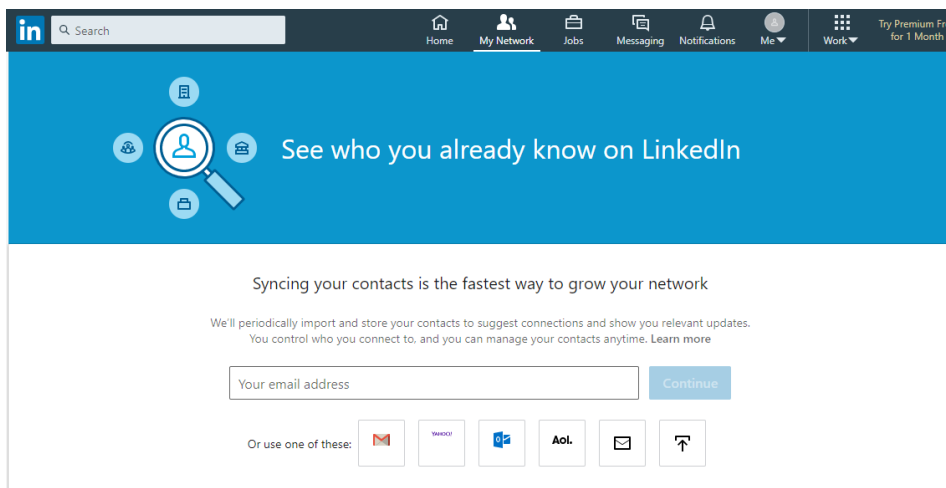 in
Search
Home
My Network
Jobs
Messaging
Notifications
Me
Work
Try Premium Fr
for 1 Month
See who you already know on LinkedIn
Syncing your contacts is the fastest way to grow your network
We'll periodically import and store your contacts to suggest connections and show you relevant updates.
You control who you connect to, and you can manage your contacts anytime. Learn more
Your email address
Continue
Or use one of these:
YAHOO!
Aol.